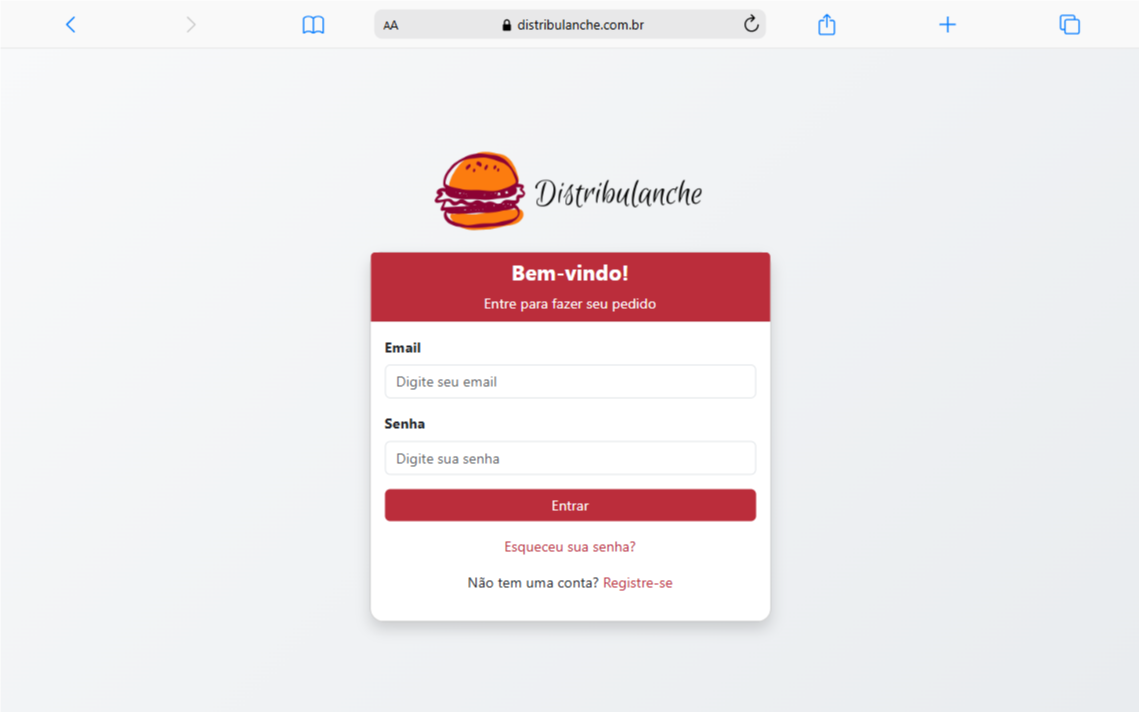 AA distribulanche.com.br
Distribulanche
Bem-vindo!
Entre para fazer seu pedido
Email
Digite seu email
Senha
Digite sua senha
Entrar
Esqueceu sua senha?
Não tem uma conta? Registre-se